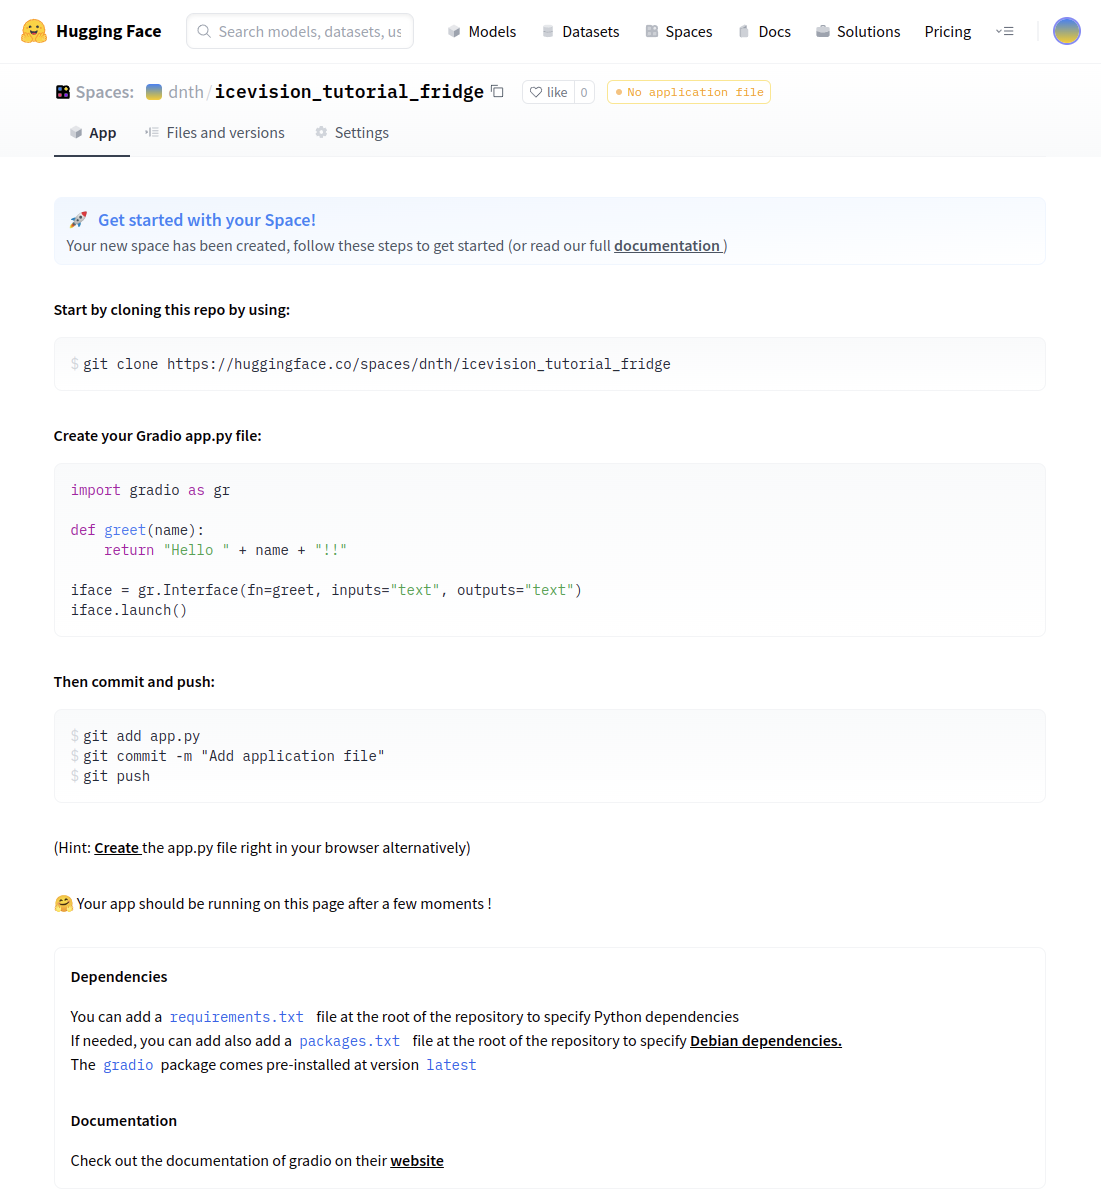 Hugging Face
Search models, datasets, us
Models
Datasets
Spaces
Docs
Solutions
Pricing
Spaces: dnth/icevision_tutorial_fridge
like 0
No application file
App
Files and versions
Settings
Get started with your Space!
Your new space has been created, follow these steps to get started (or read our full documentation )
Start by cloning this repo by using:
$ git clone https://huggingface.co/spaces/dnth/icevision_tutorial_fridge
Create your Gradio app.py file:
import gradio as gr
def greet(name):
    return "Hello " + name + "!!"
iface = gr.Interface(fn=greet, inputs="text", outputs="text")
iface.launch()
Then commit and push:
$ git add app.py
$ git commit -m "Add application file"
$ git push
(Hint: Create the app.py file right in your browser alternatively)
🤗 Your app should be running on this page after a few moments !
Dependencies
You can add a requirements.txt file at the root of the repository to specify Python dependencies
If needed, you can add also add a packages.txt file at the root of the repository to specify Debian dependencies.
The gradio package comes pre-installed at version latest
Documentation
Check out the documentation of gradio on their website